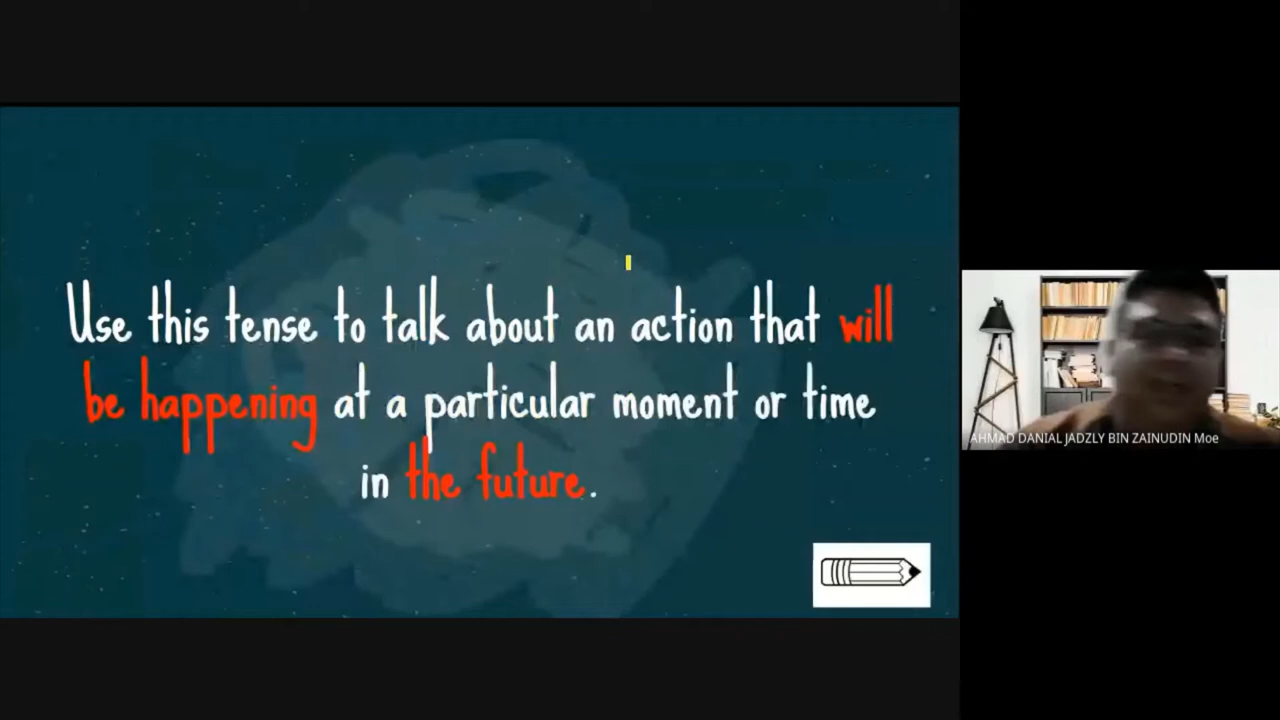 Use this tense to talk about an action that will
be happening at a particular moment or time
in the future.
AHMAD DANIAL JADZLY BIN ZAINUDIN Moe